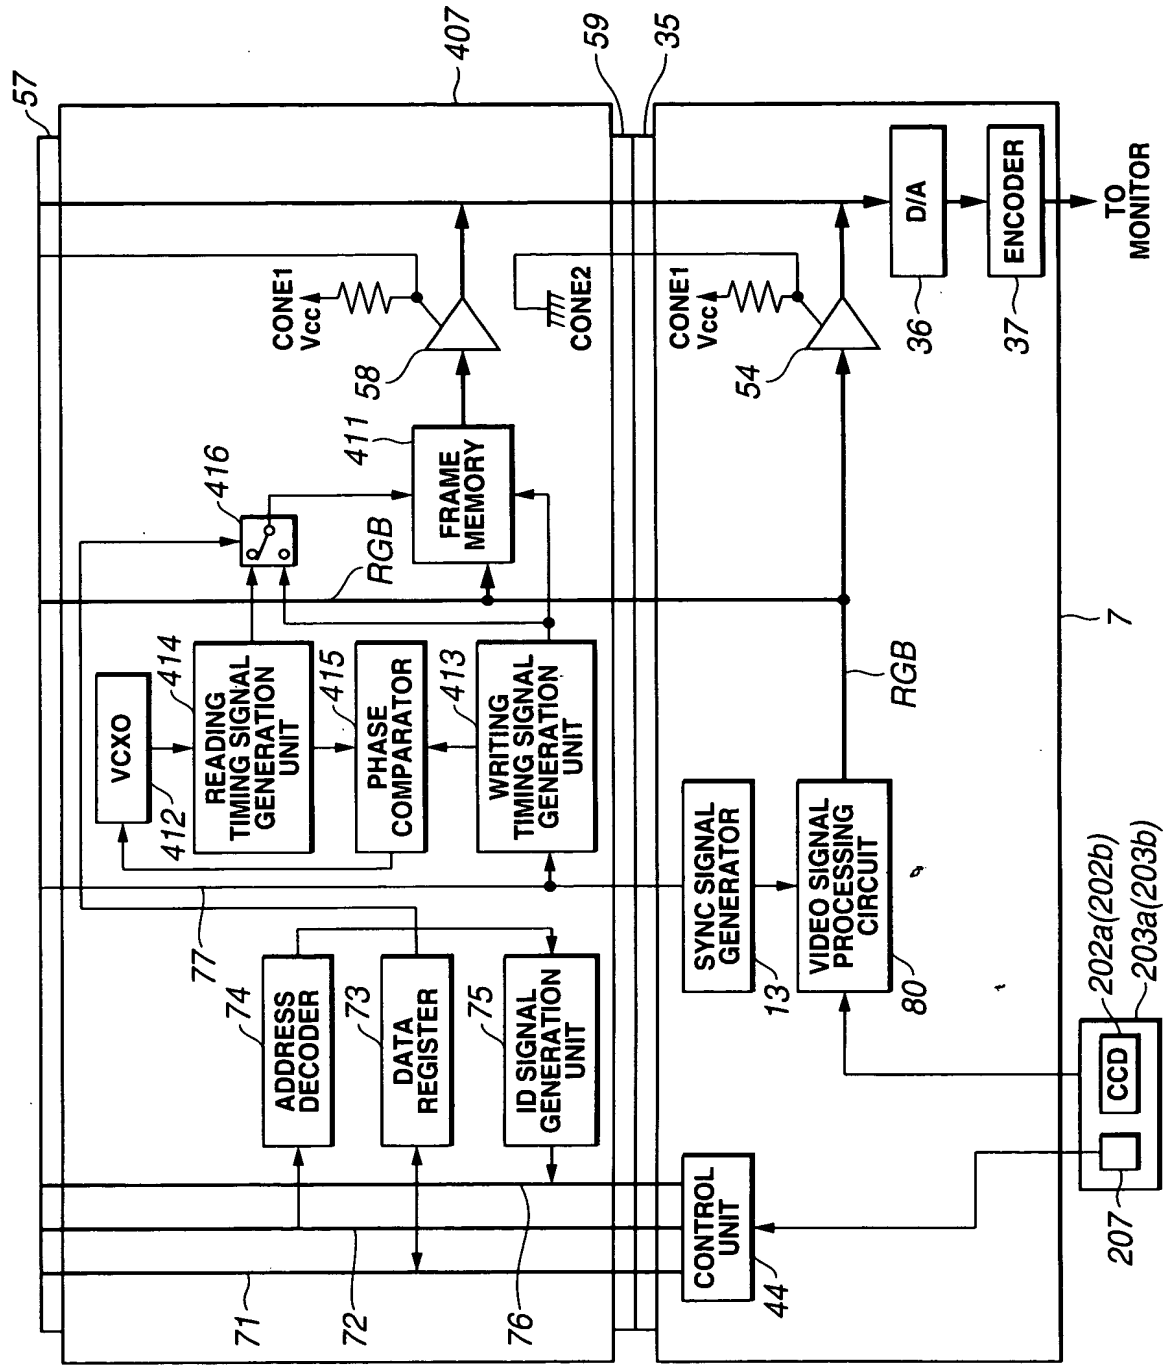 57
407
59
35
CONE1
Vcc
58
CONE2
CONE1
Vcc
54
D/A
36
ENCODER
37
TO
MONITOR
416
411
FRAME
MEMORY
RGB
RGB
7
VCXO
412
414
READING
TIMING SIGNAL
GENERATION
UNIT
415
PHASE
COMPARATOR
413
WRITING
TIMING SIGNAL
GENERATION
UNIT
77
74
ADDRESS
DECODER
73
DATA
REGISTER
75
ID SIGNAL
GENERATION
UNIT
SYNC SIGNAL
GENERATOR
13
VIDEO SIGNAL
PROCESSING
CIRCUIT
80
71
72
76
CONTROL
UNIT
44
CCD
202a(202b)
203a(203b)
207